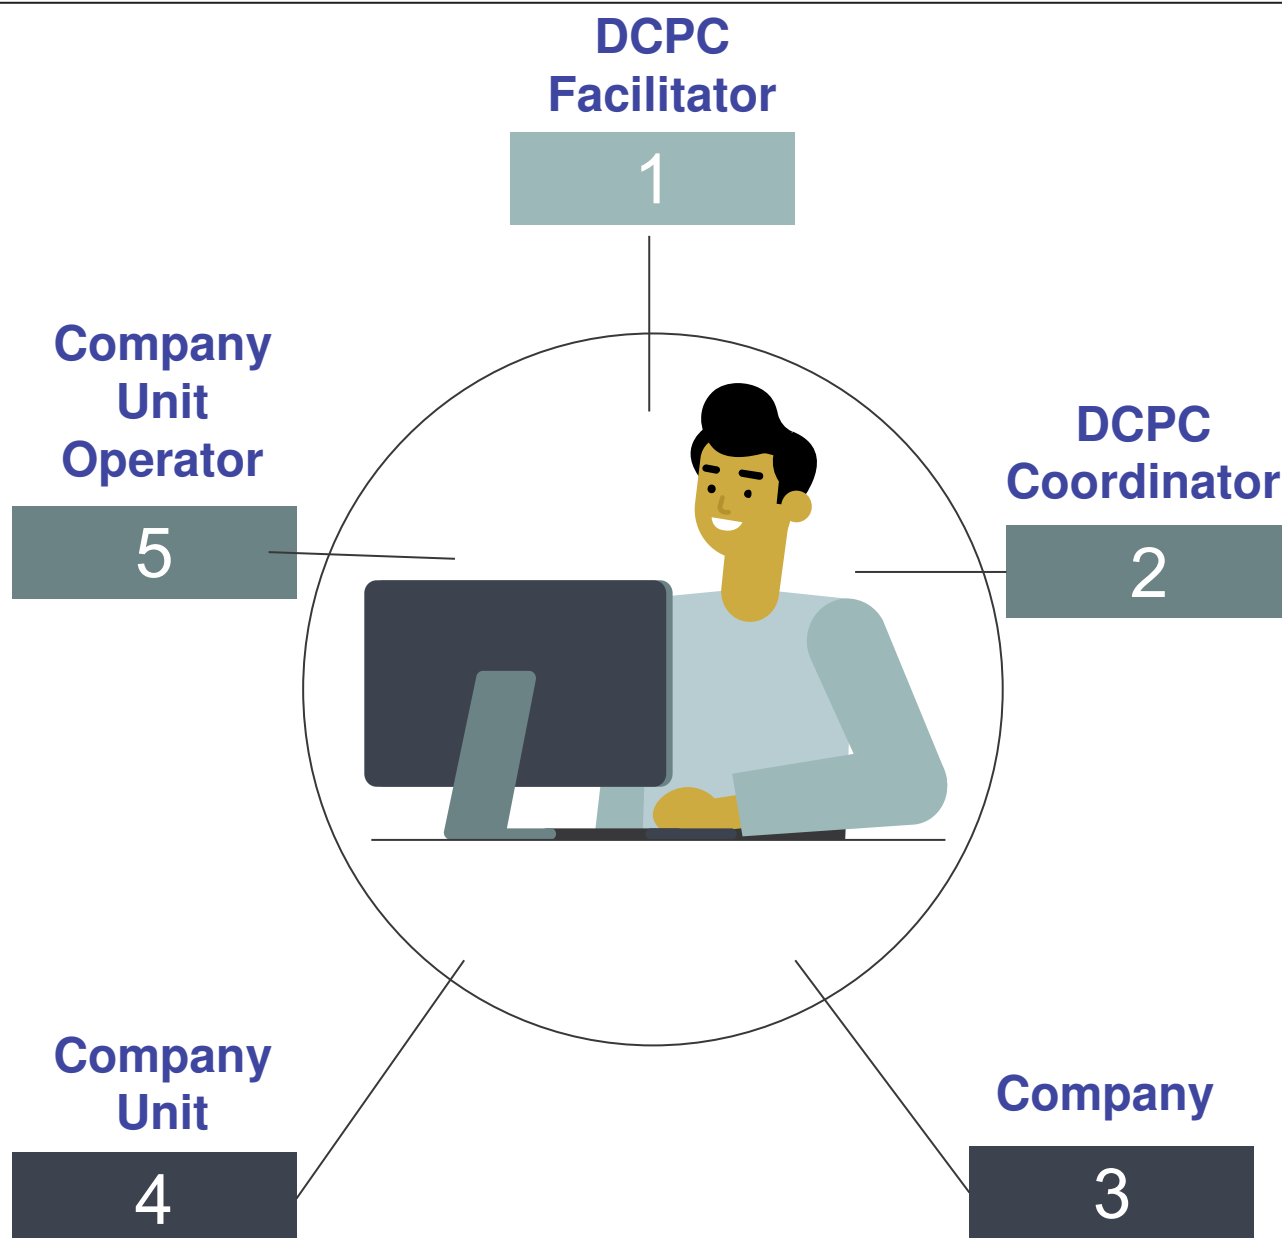 DCPC
Facilitator
1
Company
Unit
Operator
5
DCPC
Coordinator
2
Company
Unit
4
Company
3